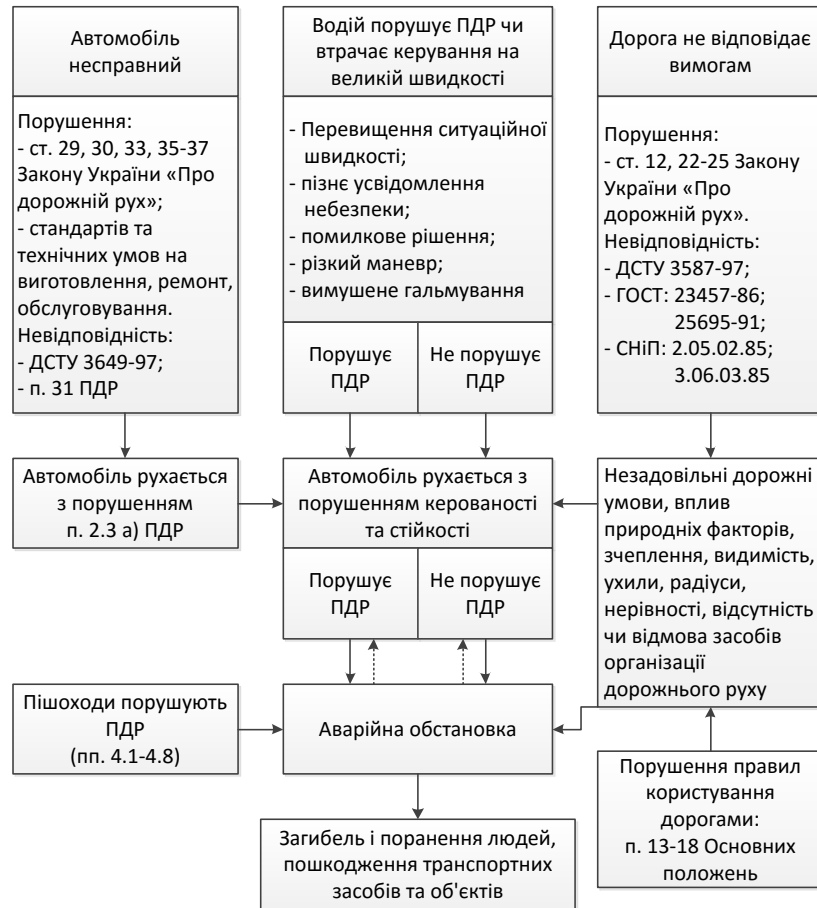 Автомобіль
несправний
Порушення:
- ст. 29, 30, 33, 35-37
Закону України «Про
дорожній рух»;
- стандартів та
технічних умов на
виготовлення, ремонт,
обслуговування.
Невідповідність:
- ДСТУ 3649-97;
- п. 31 ПДР
Водій порушує ПДР чи
втрачає керування на
великій швидкості
- Перевищення ситуаційної
швидкості;
- пізнє усвідомлення
небезпеки;
- помилкове рішення;
- різкий маневр;
- вимушене гальмування
Порушує
ПДР
Не порушує
ПДР
Дорога не відповідає
вимогам
Порушення:
- ст. 12, 22-25 Закону
України «Про
дорожній рух».
Невідповідність:
- ДСТУ 3587-97;
- ГОСТ: 23457-86;
25695-91;
- СНіП: 2.05.02.85;
3.06.03.85
Автомобіль рухається
з порушенням
п. 2.3 а) ПДР
Автомобіль рухається з
порушенням керованості
та стійкості
Порушує
ПДР
Не порушує
ПДР
Незадовільні дорожні
умови, вплив
природніх факторів,
зчеплення, видимість,
ухили, радіуси,
нерівності, відсутність
чи відмова засобів
організації
дорожнього руху
Пішоходи порушують
ПДР
(пп. 4.1-4.8)
Аварійна обстановка
Порушення правил
користування
дорогами:
п. 13-18 Основних
положень
Загибель і поранення людей,
пошкодження транспортних
засобів та об'єктів